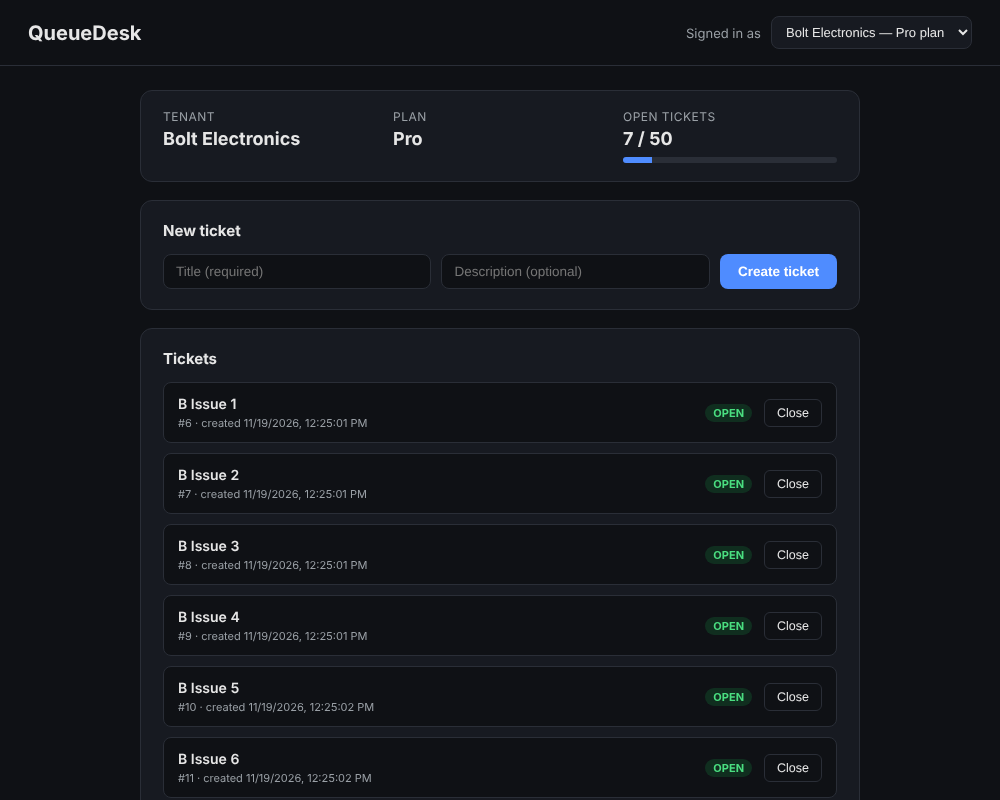 QueueDesk
Signed in as
Bolt Electronics — Pro plan
TENANT
Bolt Electronics
PLAN
Pro
OPEN TICKETS
7 / 50
New ticket
Title (required)
Description (optional)
Create ticket
Tickets
B Issue 1
#6 · created 11/19/2026, 12:25:01 PM
OPEN
Close
B Issue 2
#7 · created 11/19/2026, 12:25:01 PM
OPEN
Close
B Issue 3
#8 · created 11/19/2026, 12:25:01 PM
OPEN
Close
B Issue 4
#9 · created 11/19/2026, 12:25:01 PM
OPEN
Close
B Issue 5
#10 · created 11/19/2026, 12:25:02 PM
OPEN
Close
B Issue 6
#11 · created 11/19/2026, 12:25:02 PM
OPEN
Close